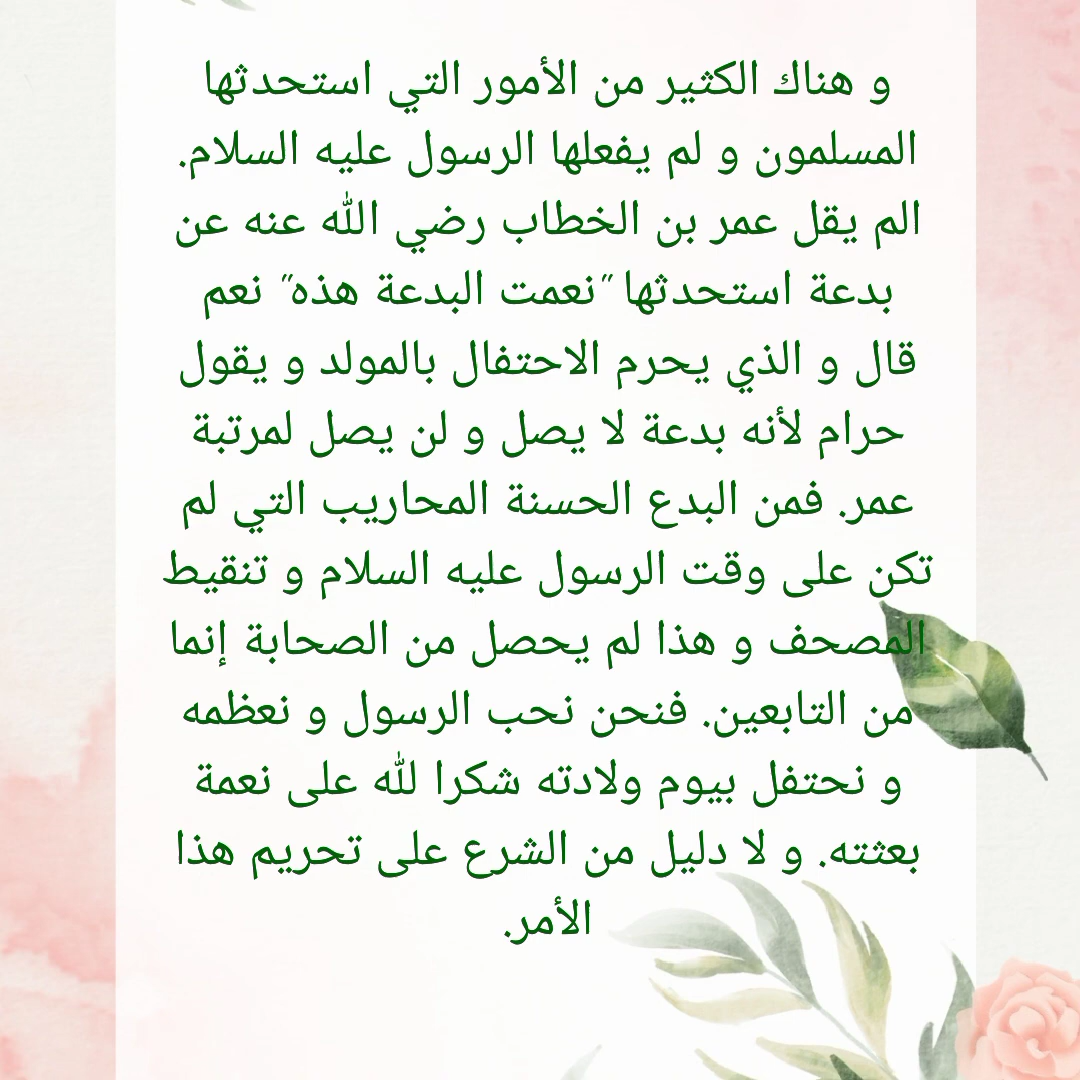 و هناك الكثير من الأمور التي استحدثها
المسلمون و لم يفعلها الرسول عليه السلام.
الم يقل عمر بن الخطاب رضي الله عنه عن
بدعة استحدثها "نعمت البدعة هذه" نعم
قال و الذي يحرم الاحتفال بالمولد و يقول
حرام لأنه بدعة لا يصل و لن يصل لمرتبة
عمر. فمن البدع الحسنة المحاريب التي لم
تكن على وقت الرسول عليه السلام و تنقيط
المصحف و هذا لم يحصل من الصحابة إنما
من التابعين. فنحن نحب الرسول و نعظمه
و نحتفل بيوم ولادته شكرا لله على نعمة
بعثته. و لا دليل من الشرع على تحريم هذا
الأمر.